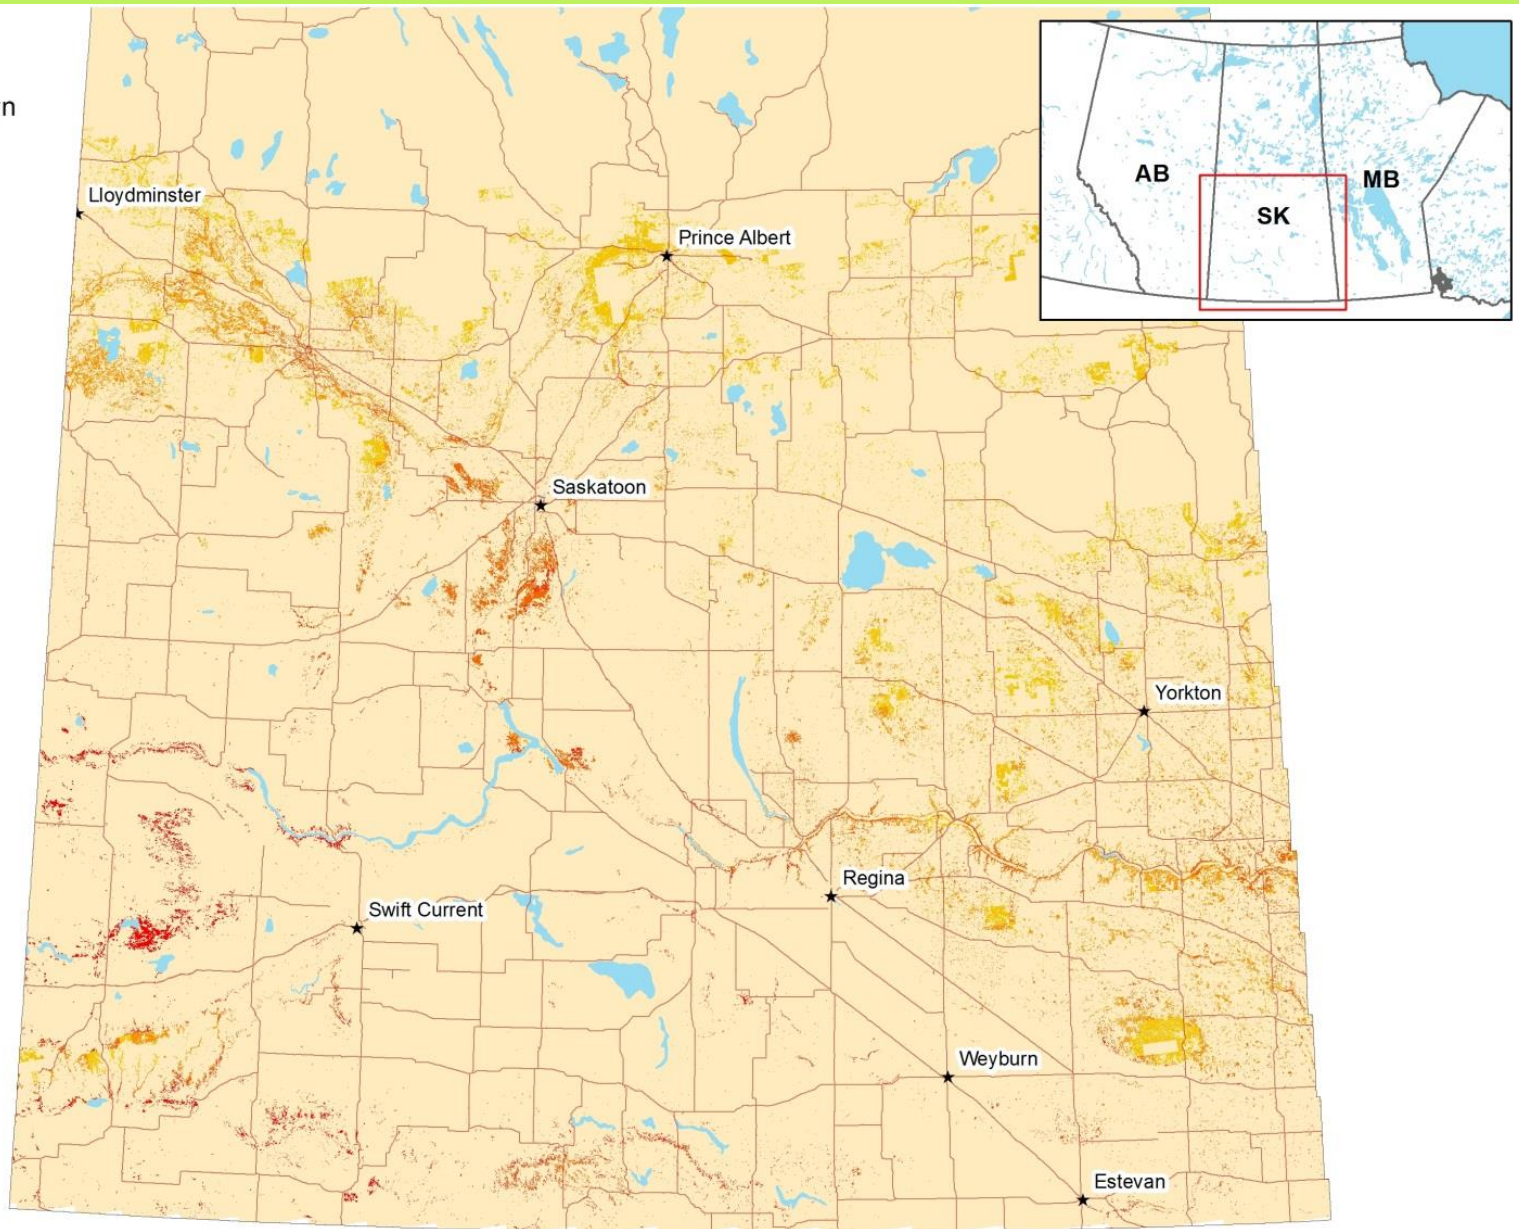 n
AB
SK
MB
Lloydminster
Prince Albert
Saskatoon
Yorkton
Regina
Swift Current
Weyburn
Estevan